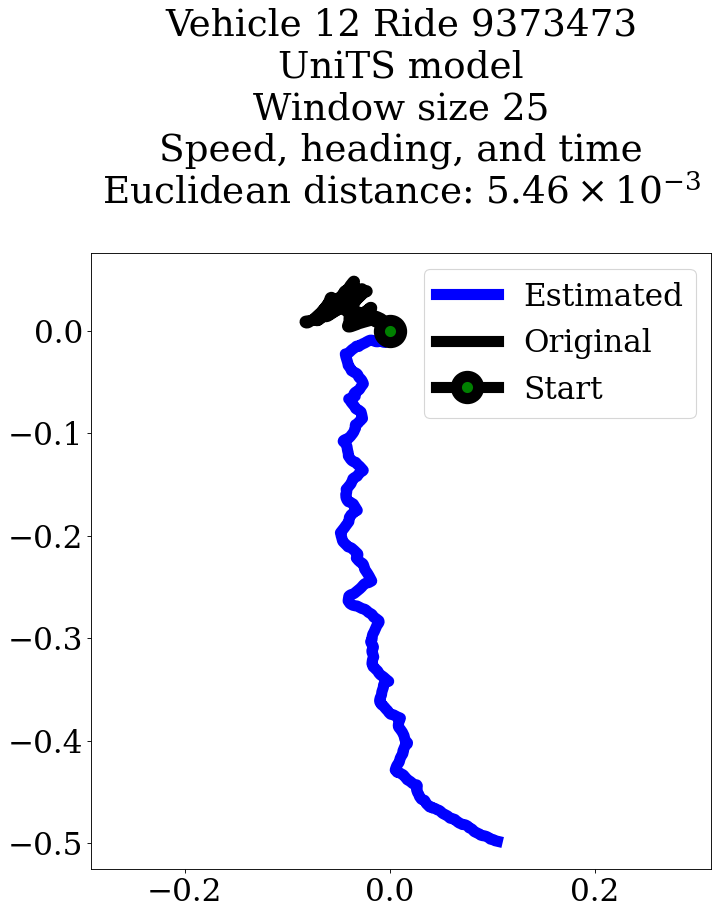 Vehicle 12 Ride 9373473
UniTS model
Window size 25
Speed, heading, and time
Euclidean distance: 5.46 × 10⁻³
Estimated
Original
Start
0.0
−0.1
−0.2
−0.3
−0.4
−0.5
−0.2 0.0 0.2